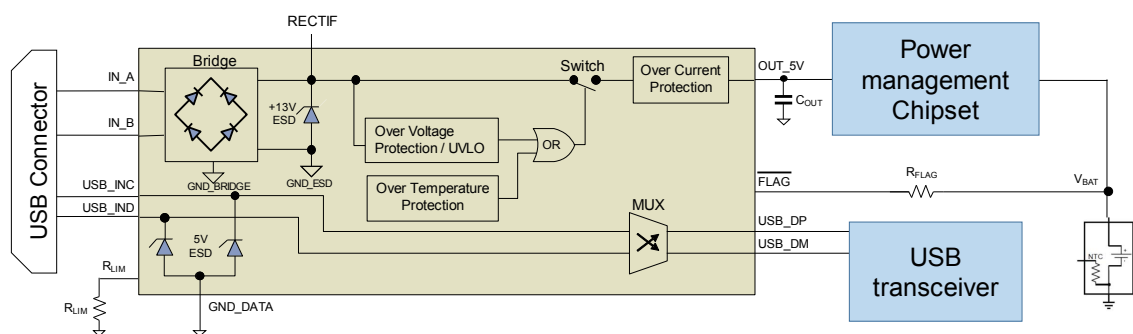 RECTIF
USB Connector
IN_A
IN_B
USB_INC
USB_IND
RLIM
RLIM
Bridge
GND_BRIDGE
+13V
ESD
GND_ESD
5V
ESD
GND_DATA
Over Voltage
Protection / UVLO
Over Temperature
Protection
OR
Switch
Over Current
Protection
MUX
OUT_5V
COUT
Power
management
Chipset
FLAG
RFLAG
VBAT
USB_DP
USB_DM
USB
transceiver
NTC
+
-